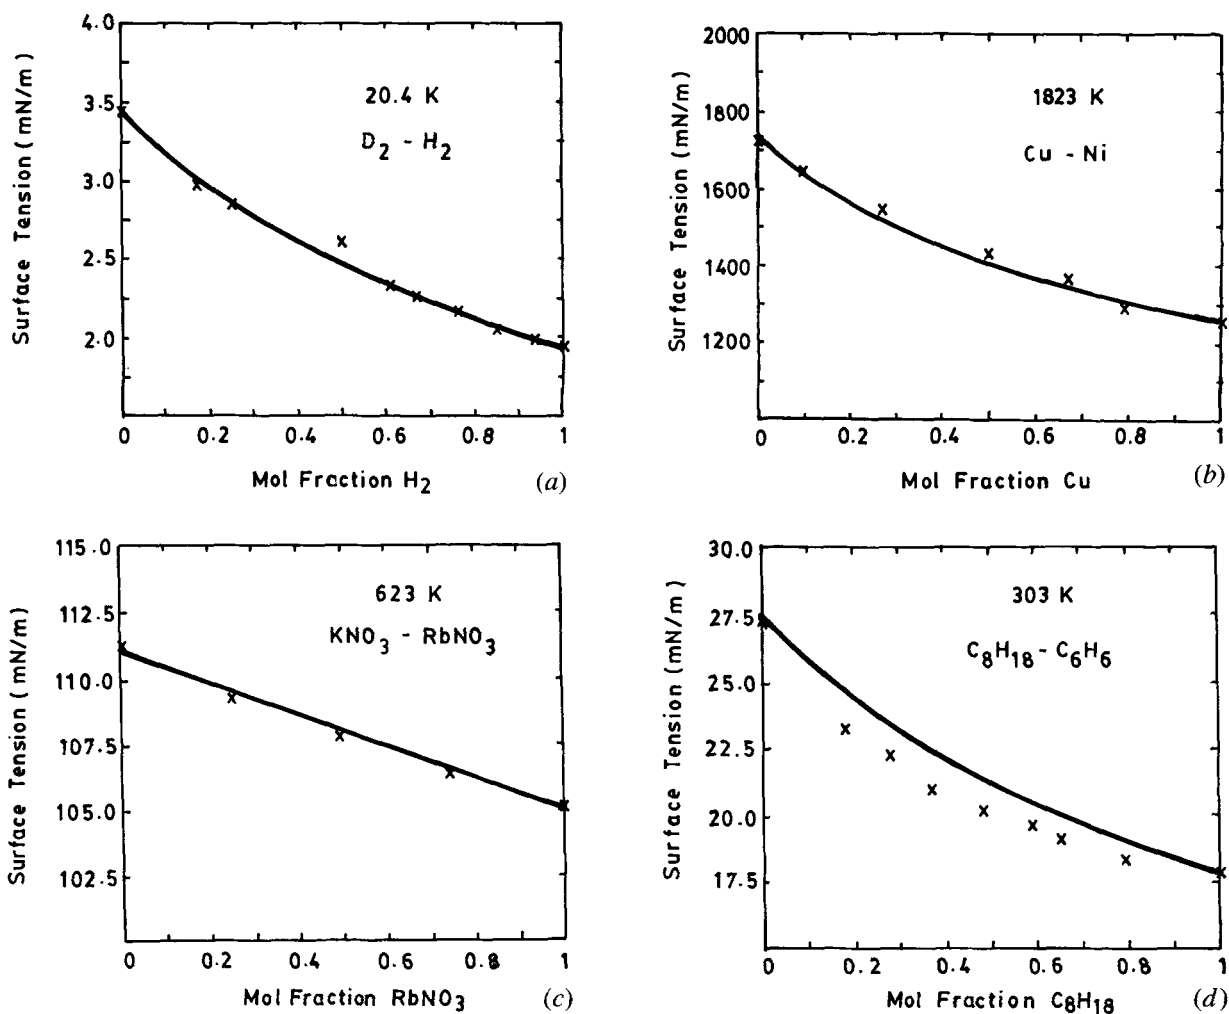 Surface Tension (mN/m)
4.0
3.5
3.0
2.5
2.0
20.4 K
D2 - H2
0 0.2 0.4 0.6 0.8 1
Mol Fraction H2
(a)
Surface Tension (mN/m)
2000
1800
1600
1400
1200
1823 K
Cu - Ni
0 0.2 0.4 0.6 0.8 1
Mol Fraction Cu
(b)
Surface Tension (mN/m)
115.0
112.5
110.0
107.5
105.0
102.5
623 K
KNO3 - RbNO3
0 0.2 0.4 0.6 0.8 1
Mol Fraction RbNO3
(c)
Surface Tension (mN/m)
30.0
27.5
25.0
22.5
20.0
17.5
303 K
C8H18 - C6H6
0 0.2 0.4 0.6 0.8 1
Mol Fraction C8H18
(d)